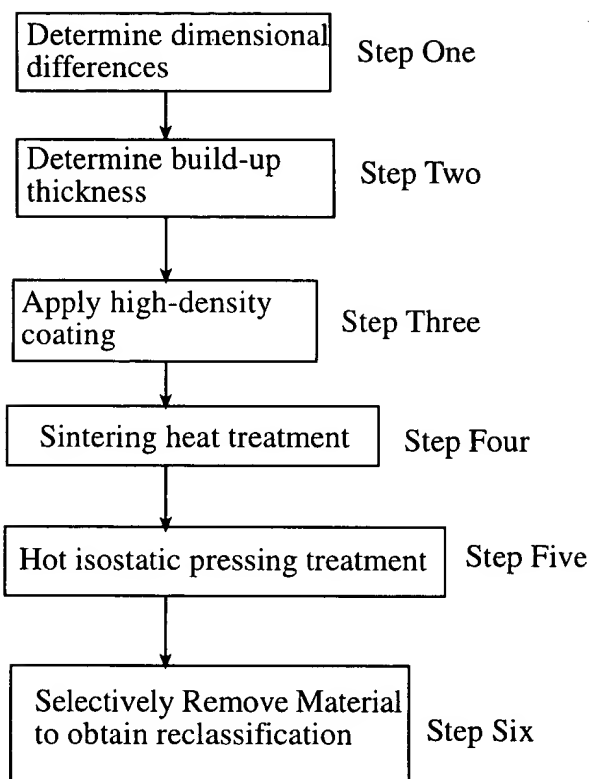 Determine dimensional
differences
Step One
Determine build-up
thickness
Step Two
Apply high-density
coating
Step Three
Sintering heat treatment
Step Four
Hot isostatic pressing treatment
Step Five
Selectively Remove Material
to obtain reclassification
Step Six